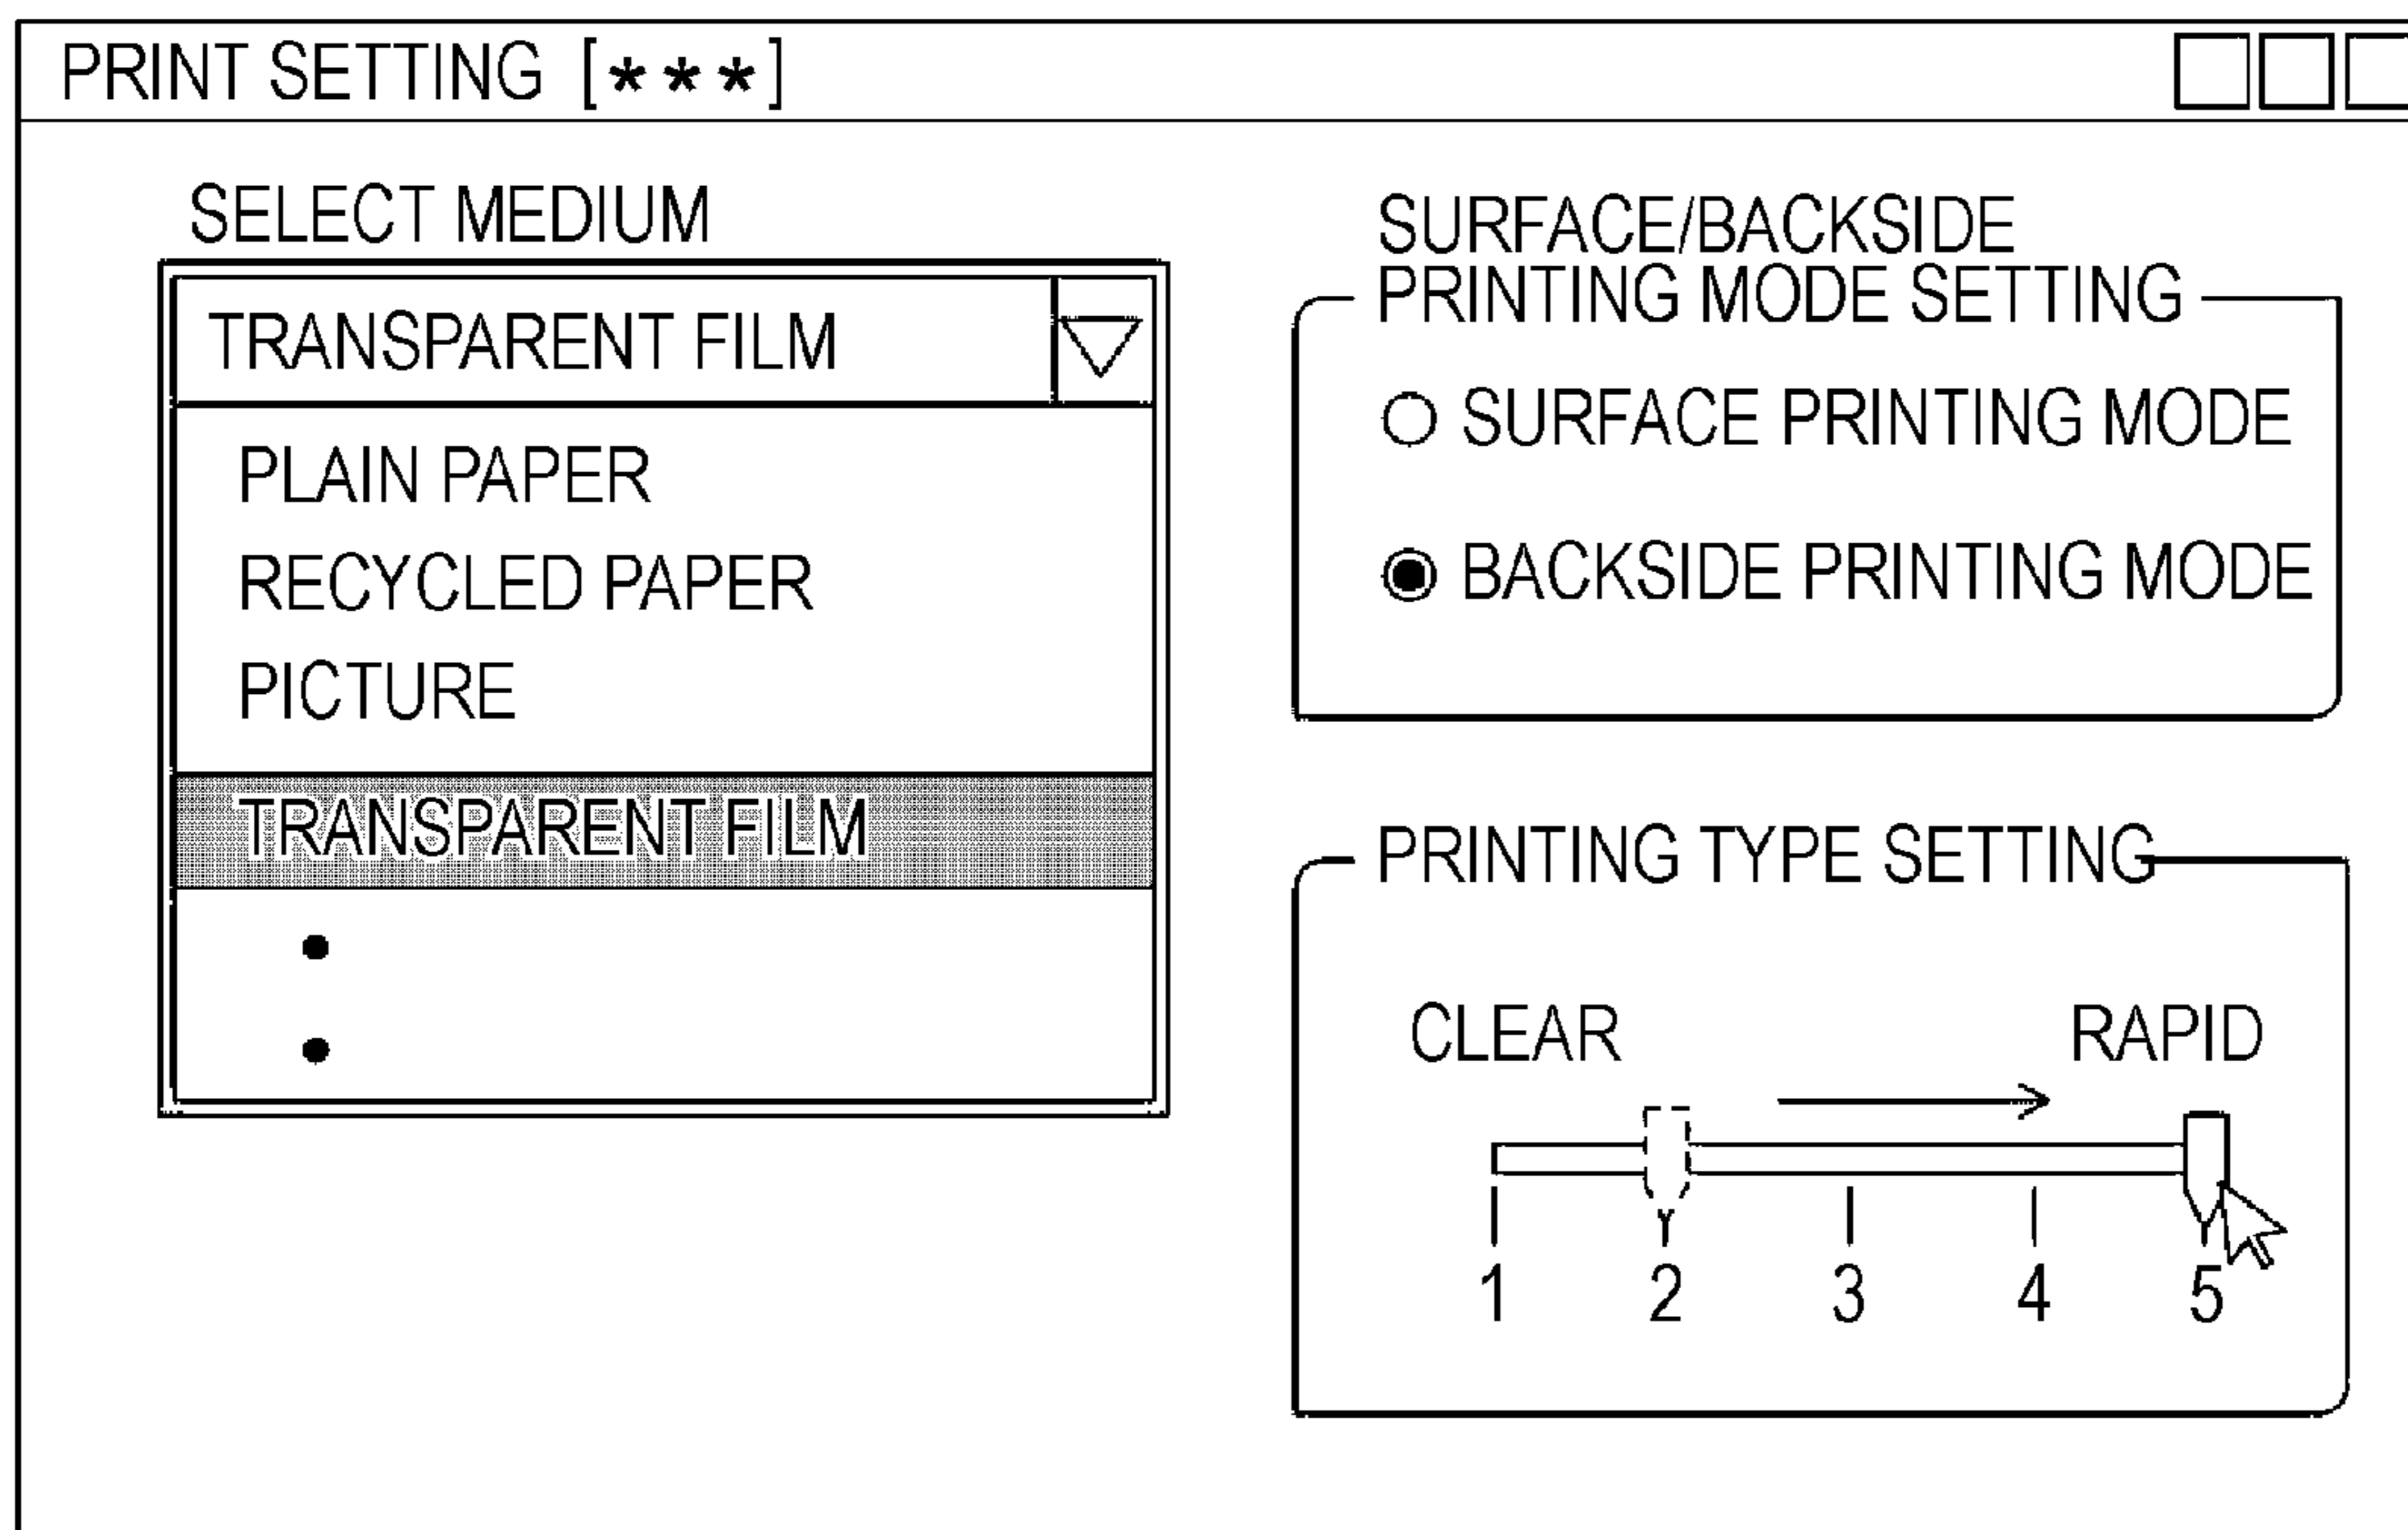 PRINT SETTING [***]
SELECT MEDIUM
TRANSPARENT FILM
PLAIN PAPER
RECYCLED PAPER
PICTURE
TRANSPARENT FILM
SURFACE/BACKSIDE
PRINTING MODE SETTING
SURFACE PRINTING MODE
BACKSIDE PRINTING MODE
PRINTING TYPE SETTING
CLEAR RAPID
1 2 3 4 5